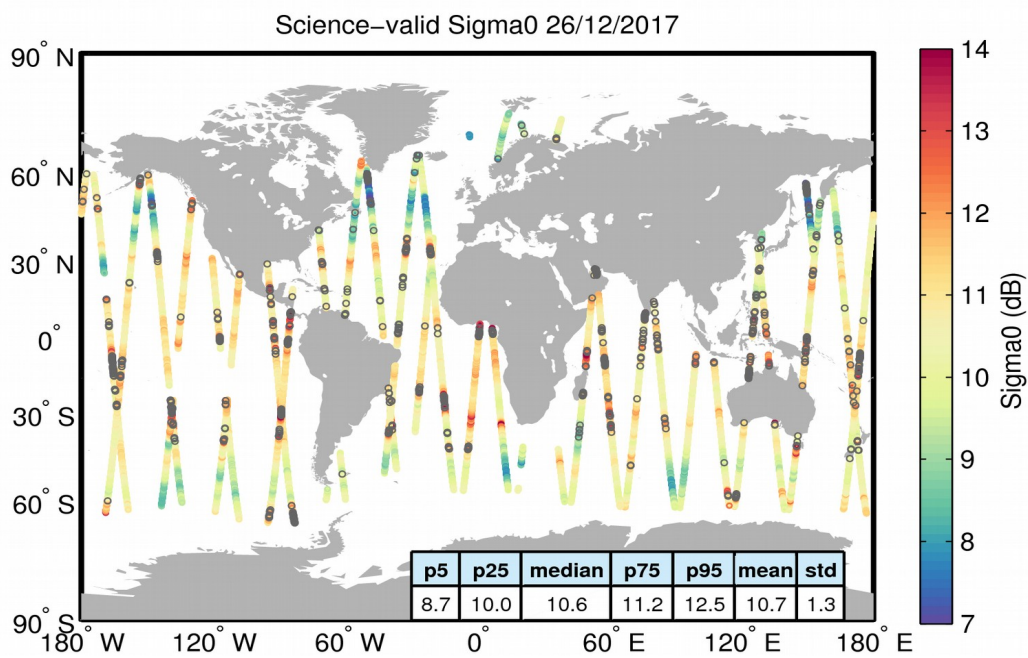 Science−valid Sigma0 26/12/2017
90° N
60° N
30° N
0°
30° S
60° S
90° S
180° W
120° W
60° W
0°
60° E
120° E
180° E
14
13
12
11
10
9
8
7
Sigma0 (dB)
p5 p25 median p75 p95 mean std
8.7 10.0 10.6 11.2 12.5 10.7 1.3